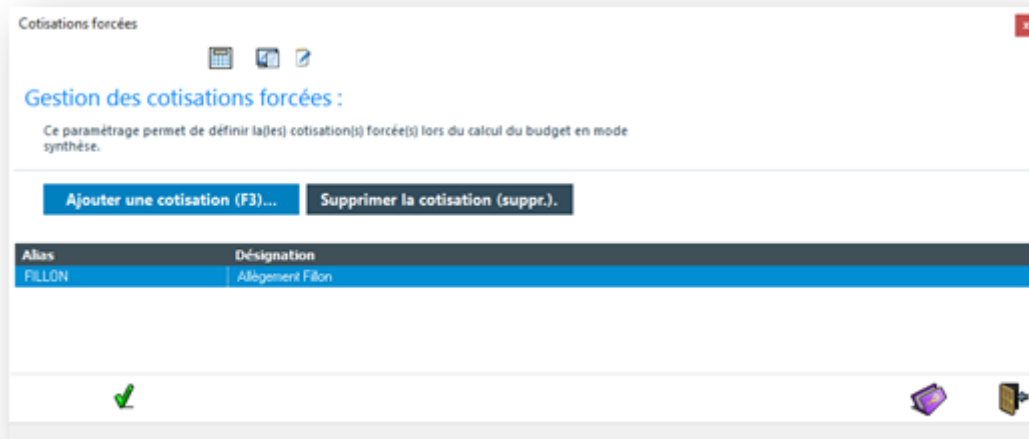 Cotisations forcées
Gestion des cotisations forcées :
Ce paramètrage permet de définir la(les) cotisation(s) forcée(s) lors du calcul du budget en mode
synthèse.
Ajouter une cotisation (F3)... Supprimer la cotisation (suppr.).
Alias Désignation
FILLON Allègement Fillon